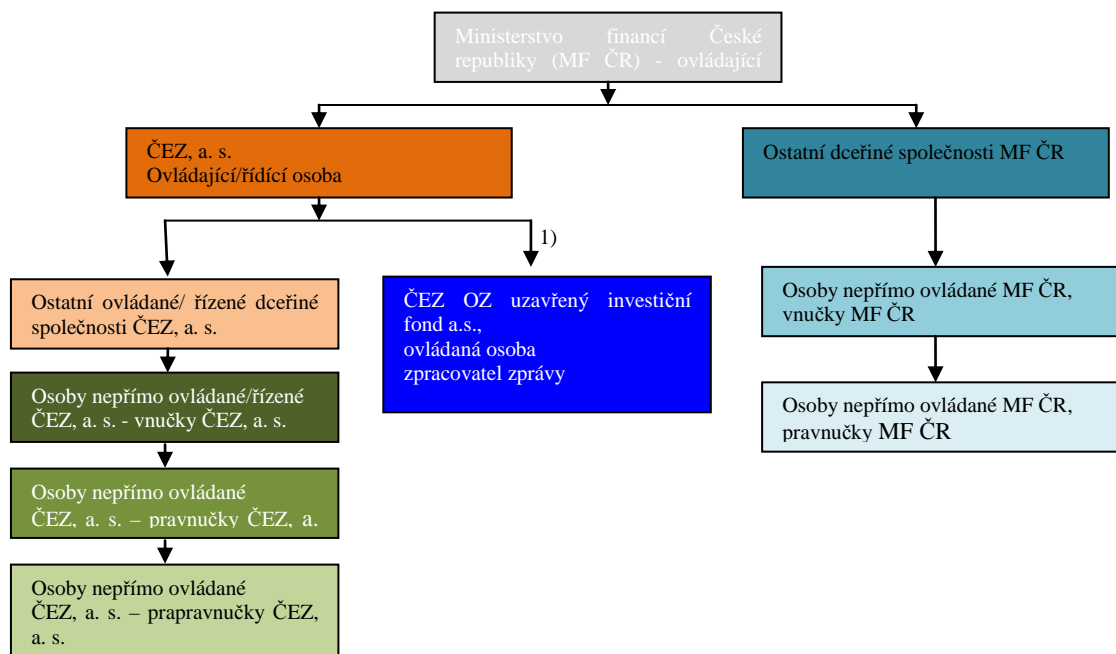 Ministerstvo financí České
republiky (MF ČR) - ovládající
ČEZ, a. s.
Ovládající/řídící osoba
Ostatní dceřiné společnosti MF ČR
1)
Ostatní ovládané/ řízené dceřiné
společnosti ČEZ, a. s.
ČEZ OZ uzavřený investiční
fond a.s.,
ovládaná osoba
zpracovatel zprávy
Osoby nepřímo ovládané MF ČR,
vnučky MF ČR
Osoby nepřímo ovládané/řízené
ČEZ, a. s. - vnučky ČEZ, a. s.
Osoby nepřímo ovládané MF ČR,
pravnučky MF ČR
Osoby nepřímo ovládané
ČEZ, a. s. – pravnučky ČEZ, a.
Osoby nepřímo ovládané
ČEZ, a. s. – prapravnučky ČEZ,
a. s.